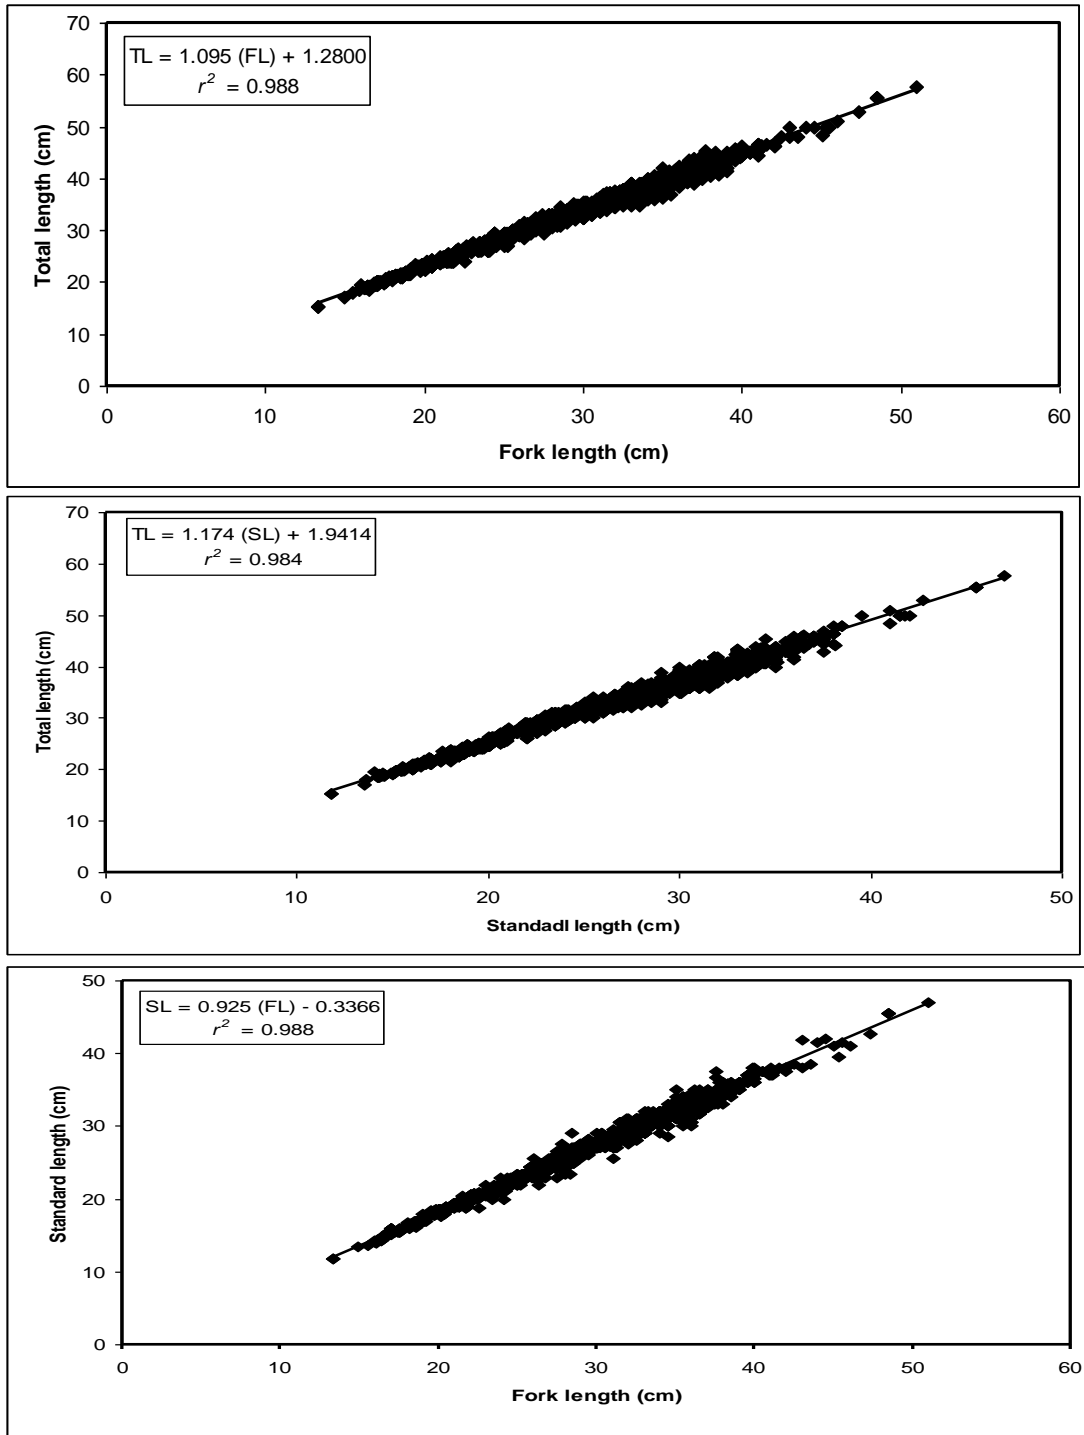 70
TL = 1.095 (FL) + 1.2800
r² = 0.988
60
50
40
30
20
10
0
Total length (cm)
0 10 20 30 40 50 60
Fork length (cm)
70
TL = 1.174 (SL) + 1.9414
r² = 0.984
60
50
40
30
20
10
0
Total length (cm)
0 10 20 30 40 50
Standadl length (cm)
50
SL = 0.925 (FL) - 0.3366
r² = 0.988
40
30
20
10
0
Standard length (cm)
0 10 20 30 40 50 60
Fork length (cm)